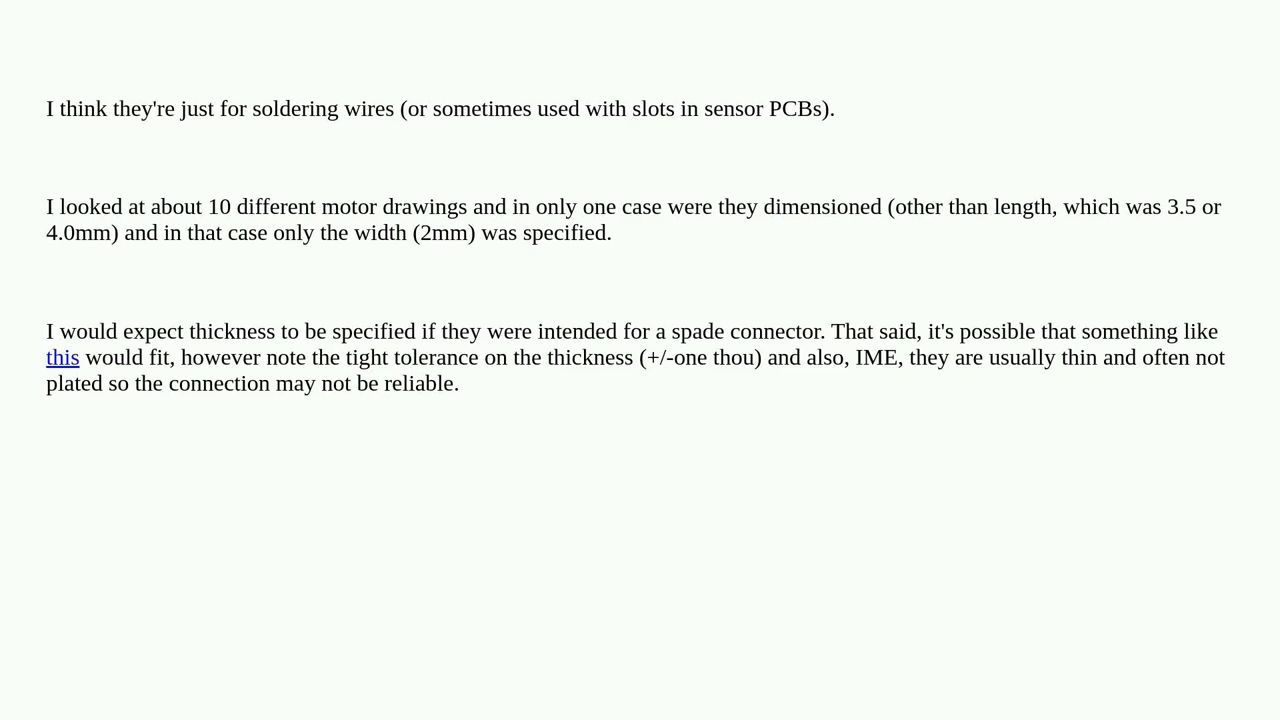 I think they're just for soldering wires (or sometimes used with slots in sensor PCBs).
I looked at about 10 different motor drawings and in only one case were they dimensioned (other than length, which was 3.5 or
4.0mm) and in that case only the width (2mm) was specified.
I would expect thickness to be specified if they were intended for a spade connector. That said, it's possible that something like
this would fit, however note the tight tolerance on the thickness (+/-one thou) and also, IME, they are usually thin and often not
plated so the connection may not be reliable.